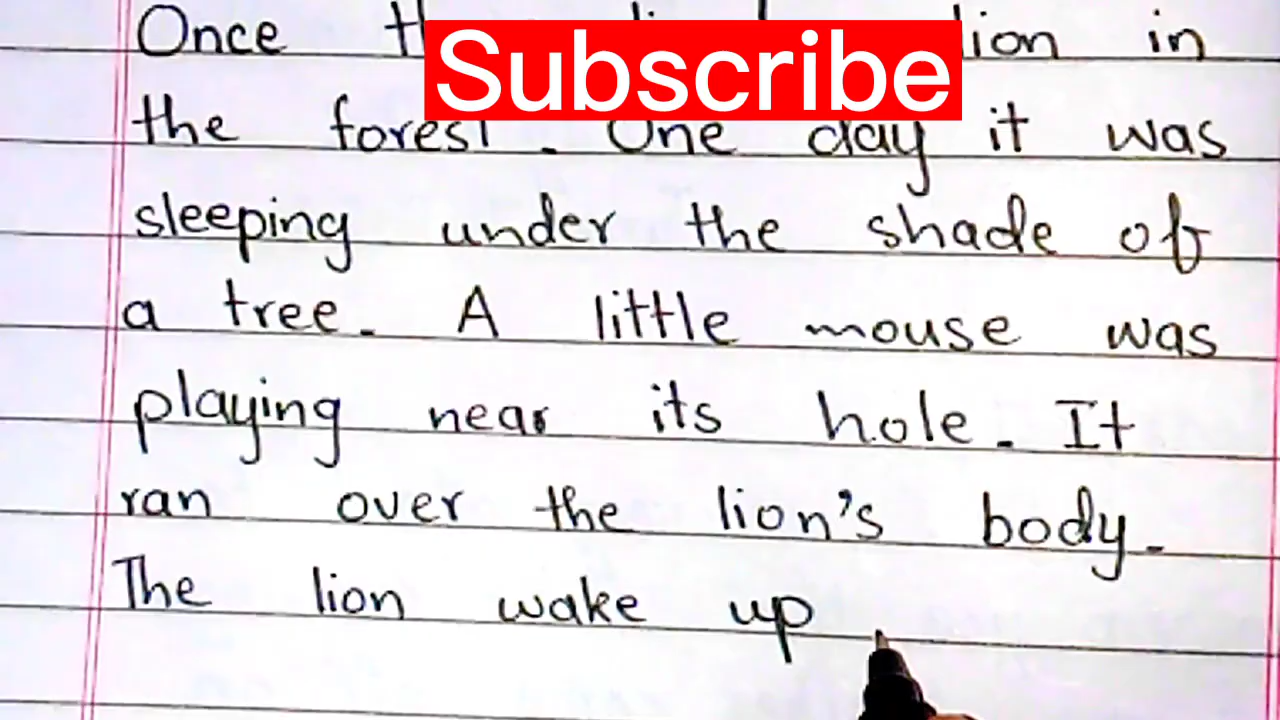 Once lion in
Subscribe
the forest. One day it was
sleeping under the shade of
a tree. A little mouse was
playing near its hole. It
ran over the lion's body.
The lion wake up